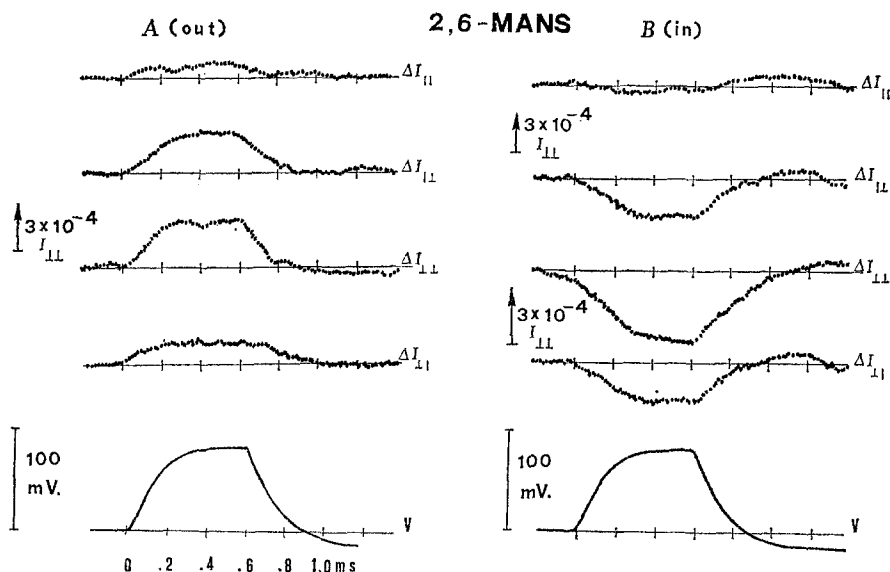 A (out)
2,6-MANS
B (in)
ΔI||
ΔI|⊥
3×10⁻⁴
I⊥⊥
ΔI⊥⊥
ΔI⊥|
100
mV.
V
0 .2 .4 .6 .8 1.0 ms
ΔI||
3×10⁻⁴
I⊥⊥
ΔI|⊥
ΔI⊥⊥
3×10⁻⁴
I⊥⊥
ΔI⊥|
100
mV.
V